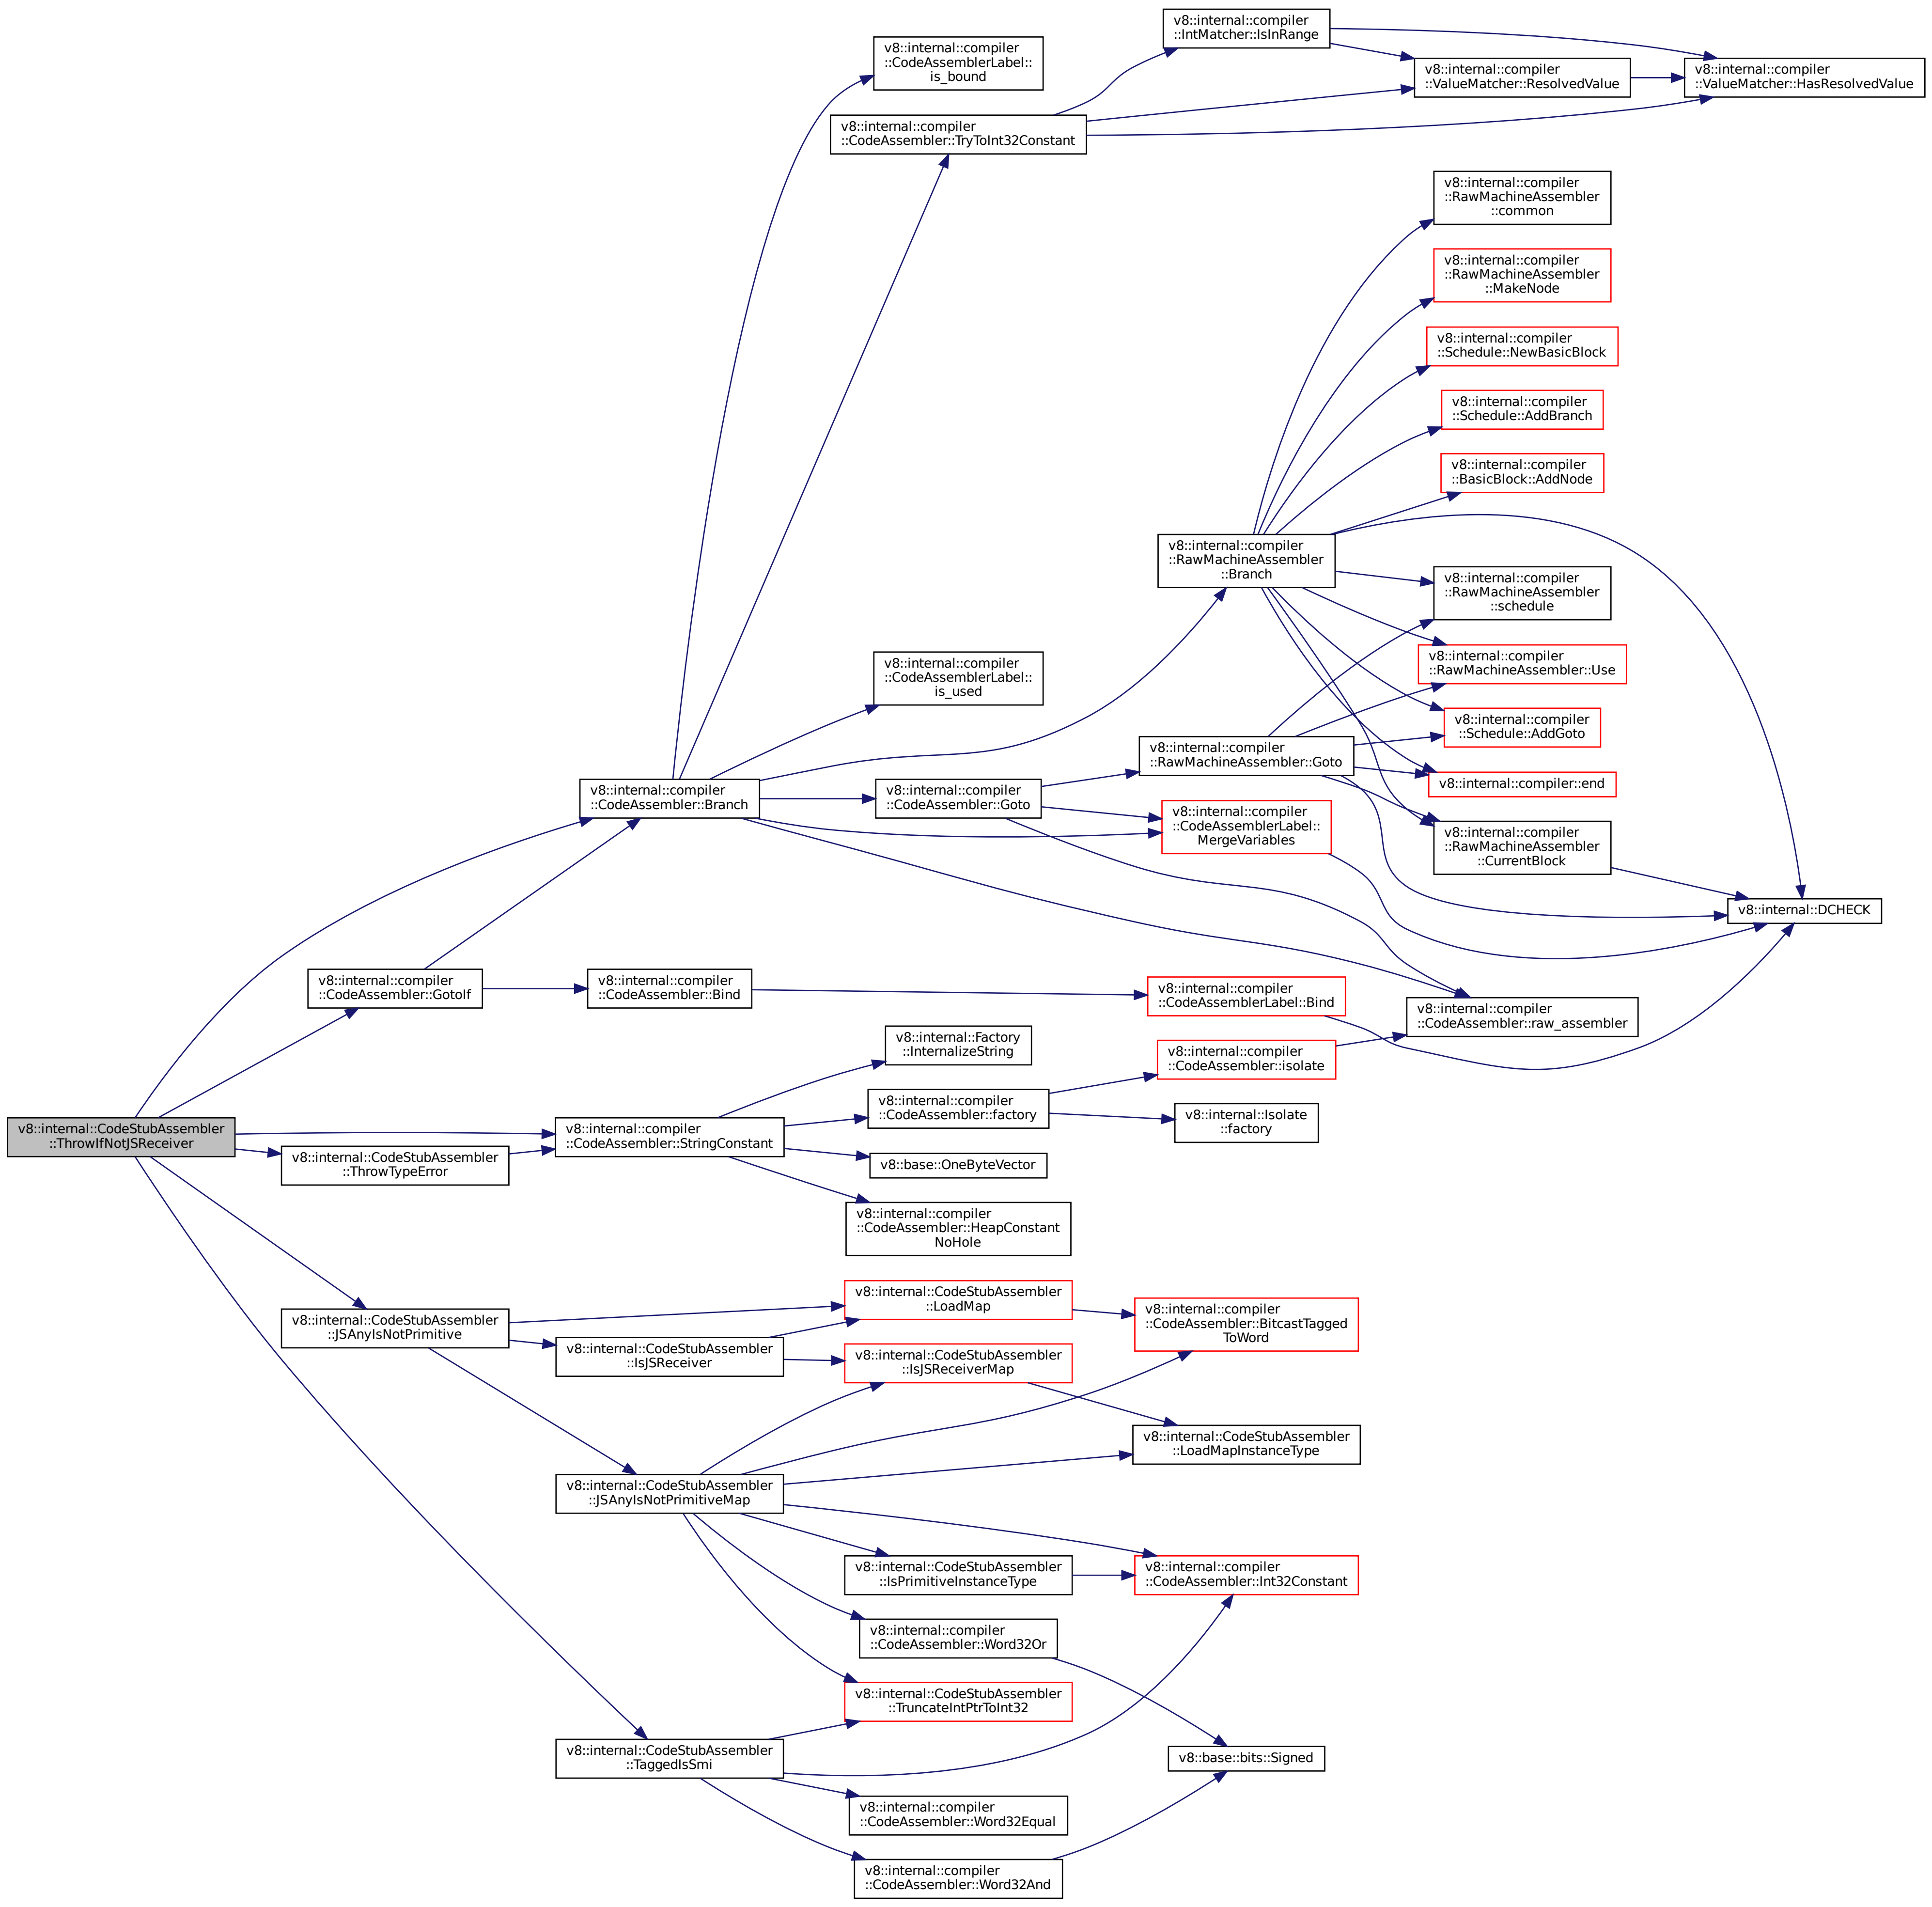 v8::internal::CodeStubAssembler
::ThrowIfNotJSReceiver
v8::internal::compiler
::CodeAssembler::Branch
v8::internal::compiler
::CodeAssembler::GotoIf
v8::internal::compiler
::CodeAssembler::StringConstant
v8::internal::CodeStubAssembler
::ThrowTypeError
v8::internal::CodeStubAssembler
::JSAnyIsNotPrimitive
v8::internal::CodeStubAssembler
::TaggedIsSmi
v8::internal::compiler
::CodeAssemblerLabel::
is_bound
v8::internal::compiler
::CodeAssembler::TryToInt32Constant
v8::internal::compiler
::IntMatcher::IsInRange
v8::internal::compiler
::ValueMatcher::ResolvedValue
v8::internal::compiler
::ValueMatcher::HasResolvedValue
v8::internal::compiler
::RawMachineAssembler
::common
v8::internal::compiler
::RawMachineAssembler
::MakeNode
v8::internal::compiler
::Schedule::NewBasicBlock
v8::internal::compiler
::Schedule::AddBranch
v8::internal::compiler
::BasicBlock::AddNode
v8::internal::compiler
::RawMachineAssembler
::Branch
v8::internal::compiler
::RawMachineAssembler
::schedule
v8::internal::compiler
::RawMachineAssembler::Use
v8::internal::compiler
::CodeAssemblerLabel::
is_used
v8::internal::compiler
::Schedule::AddGoto
v8::internal::compiler
::RawMachineAssembler::Goto
v8::internal::compiler::end
v8::internal::compiler
::CodeAssembler::Goto
v8::internal::compiler
::CodeAssemblerLabel::
MergeVariables
v8::internal::compiler
::RawMachineAssembler
::CurrentBlock
v8::internal::DCHECK
v8::internal::compiler
::CodeAssembler::Bind
v8::internal::compiler
::CodeAssemblerLabel::Bind
v8::internal::compiler
::CodeAssembler::raw_assembler
v8::internal::Factory
::InternalizeString
v8::internal::compiler
::CodeAssembler::isolate
v8::internal::compiler
::CodeAssembler::factory
v8::internal::Isolate
::factory
v8::base::OneByteVector
v8::internal::compiler
::CodeAssembler::HeapConstant
NoHole
v8::internal::CodeStubAssembler
::LoadMap
v8::internal::compiler
::CodeAssembler::BitcastTagged
ToWord
v8::internal::CodeStubAssembler
::IsJSReceiver
v8::internal::CodeStubAssembler
::IsJSReceiverMap
v8::internal::CodeStubAssembler
::LoadMapInstanceType
v8::internal::CodeStubAssembler
::JSAnyIsNotPrimitiveMap
v8::internal::CodeStubAssembler
::IsPrimitiveInstanceType
v8::internal::compiler
::CodeAssembler::Int32Constant
v8::internal::compiler
::CodeAssembler::Word32Or
v8::internal::CodeStubAssembler
::TruncateIntPtrToInt32
v8::base::bits::Signed
v8::internal::compiler
::CodeAssembler::Word32Equal
v8::internal::compiler
::CodeAssembler::Word32And